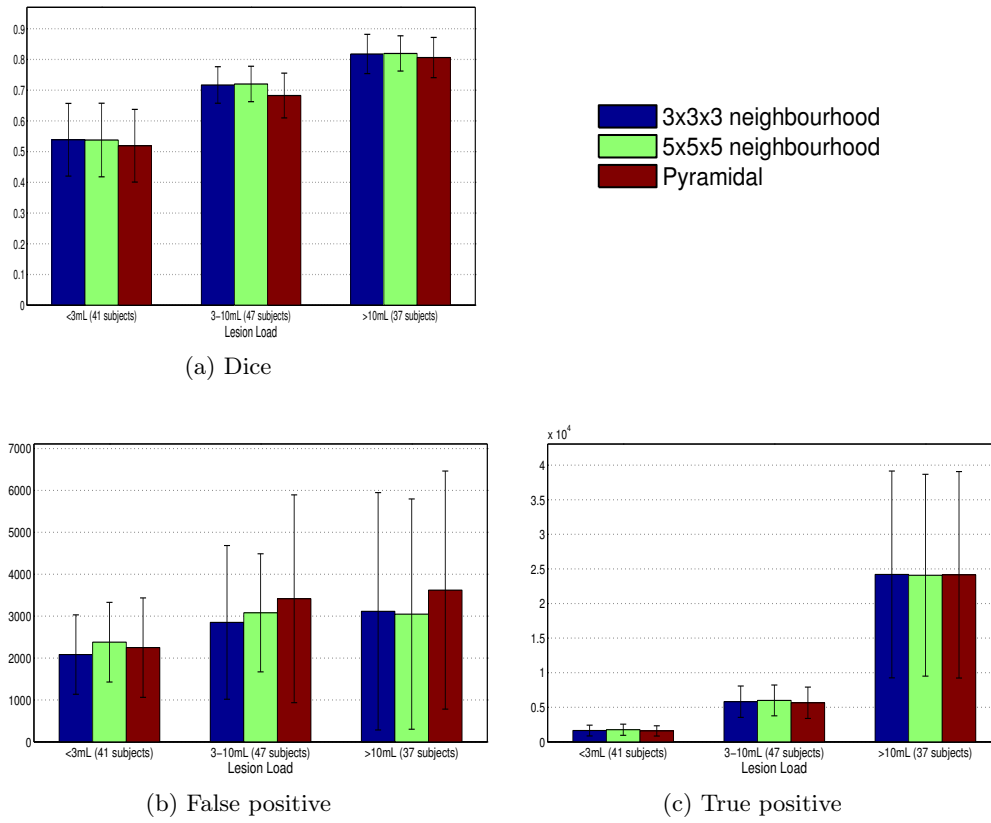 0.9
0.8
0.7
0.6
0.5
0.4
0.3
0.2
0.1
0
<3mL (41 subjects) 3−10mL (47 subjects) >10mL (37 subjects)
Lesion Load
(a) Dice
3x3x3 neighbourhood
5x5x5 neighbourhood
Pyramidal
7000
6000
5000
4000
3000
2000
1000
0
<3mL (41 subjects) 3−10mL (47 subjects) >10mL (37 subjects)
Lesion Load
(b) False positive
x 10^4
4
3.5
3
2.5
2
1.5
1
0.5
0
<3mL (41 subjects) 3−10mL (47 subjects) >10mL (37 subjects)
Lesion Load
(c) True positive